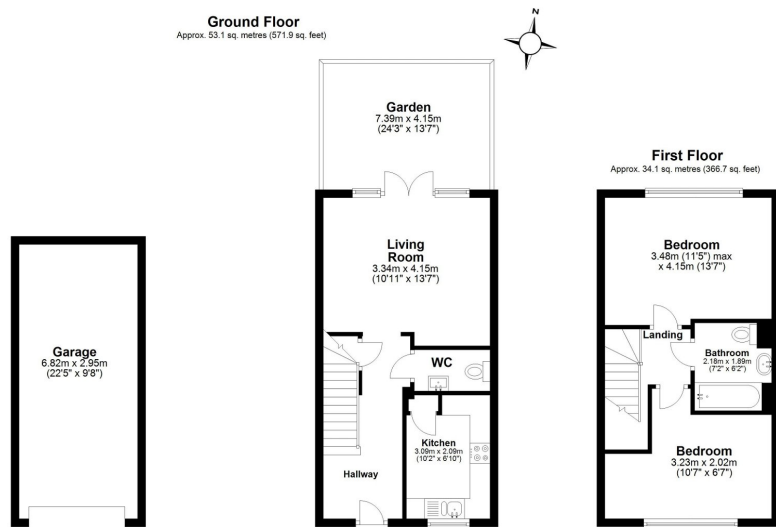 Ground Floor
Approx. 53.1 sq. metres (571.9 sq. feet)
N
Garden
7.39m x 4.15m
(24'3" x 13'7")
First Floor
Approx. 34.1 sq. metres (366.7 sq. feet)
Living
Room
3.34m x 4.15m
(10'11" x 13'7")
Bedroom
3.48m (11'5") max
x 4.15m (13'7")
Garage
6.82m x 2.95m
(22'5" x 9'8")
WC
Landing
Bathroom
2.18m x 1.89m
(7'2" x 6'2")
Kitchen
3.09m x 2.09m
(10'2" x 6'10")
Hallway
Bedroom
3.23m x 2.02m
(10'7" x 6'7")